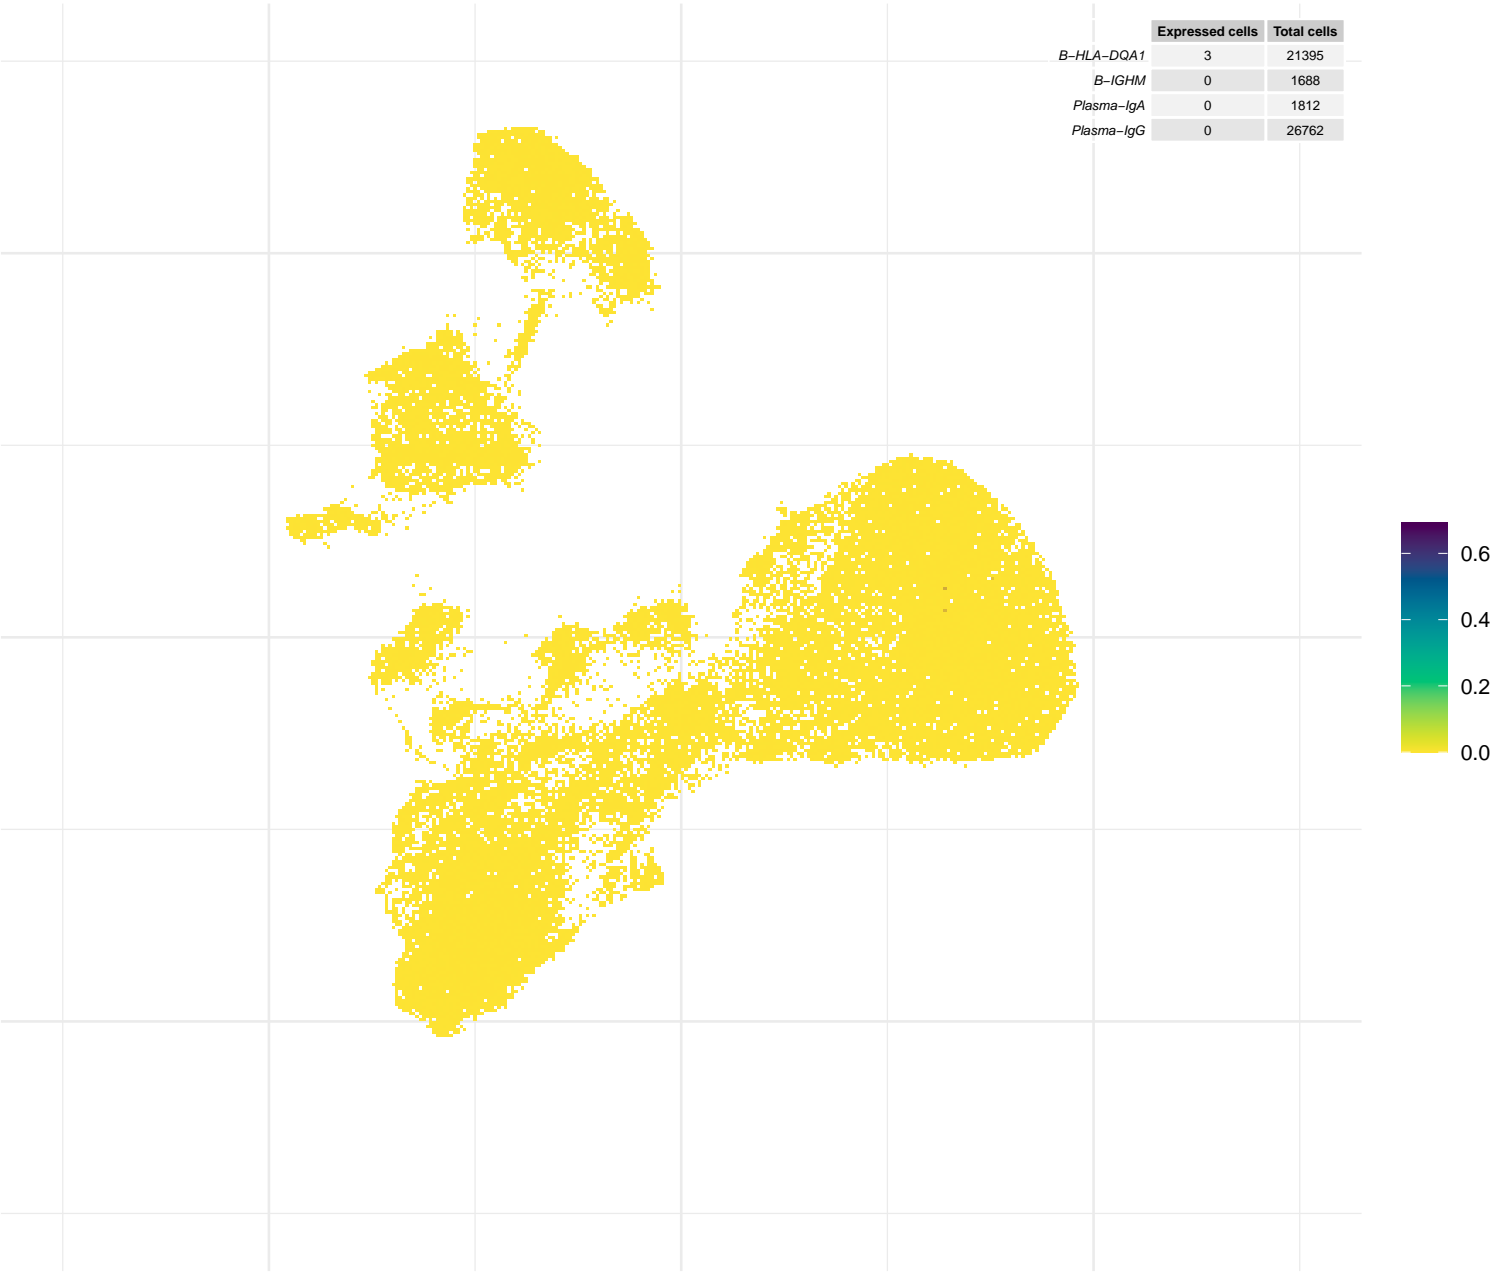 Expressed cells Total cells
B−HLA−DQA1 3 21395
B−IGHM 0 1688
Plasma−IgA 0 1812
Plasma−IgG 0 26762
0.6
0.4
0.2
0.0